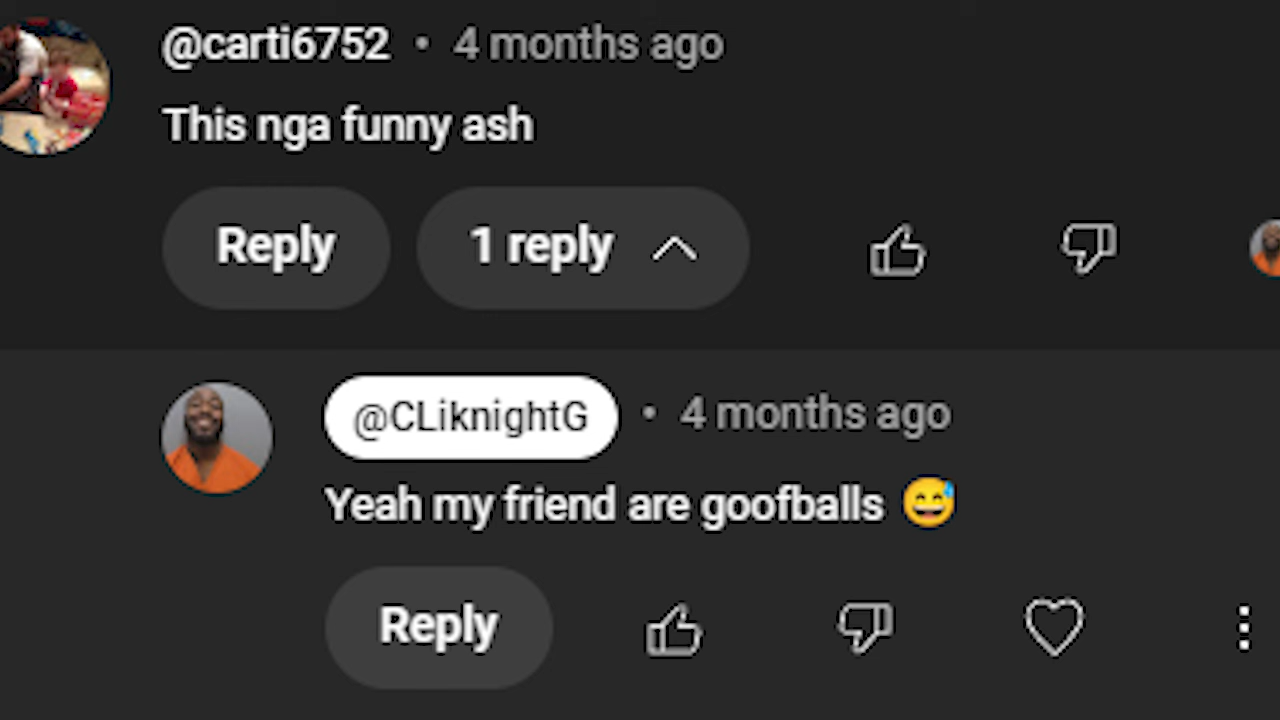 @carti6752 • 4 months ago
This nga funny ash
Reply 1 reply
@CLiknightG • 4 months ago
Yeah my friend are goofballs 😅
Reply